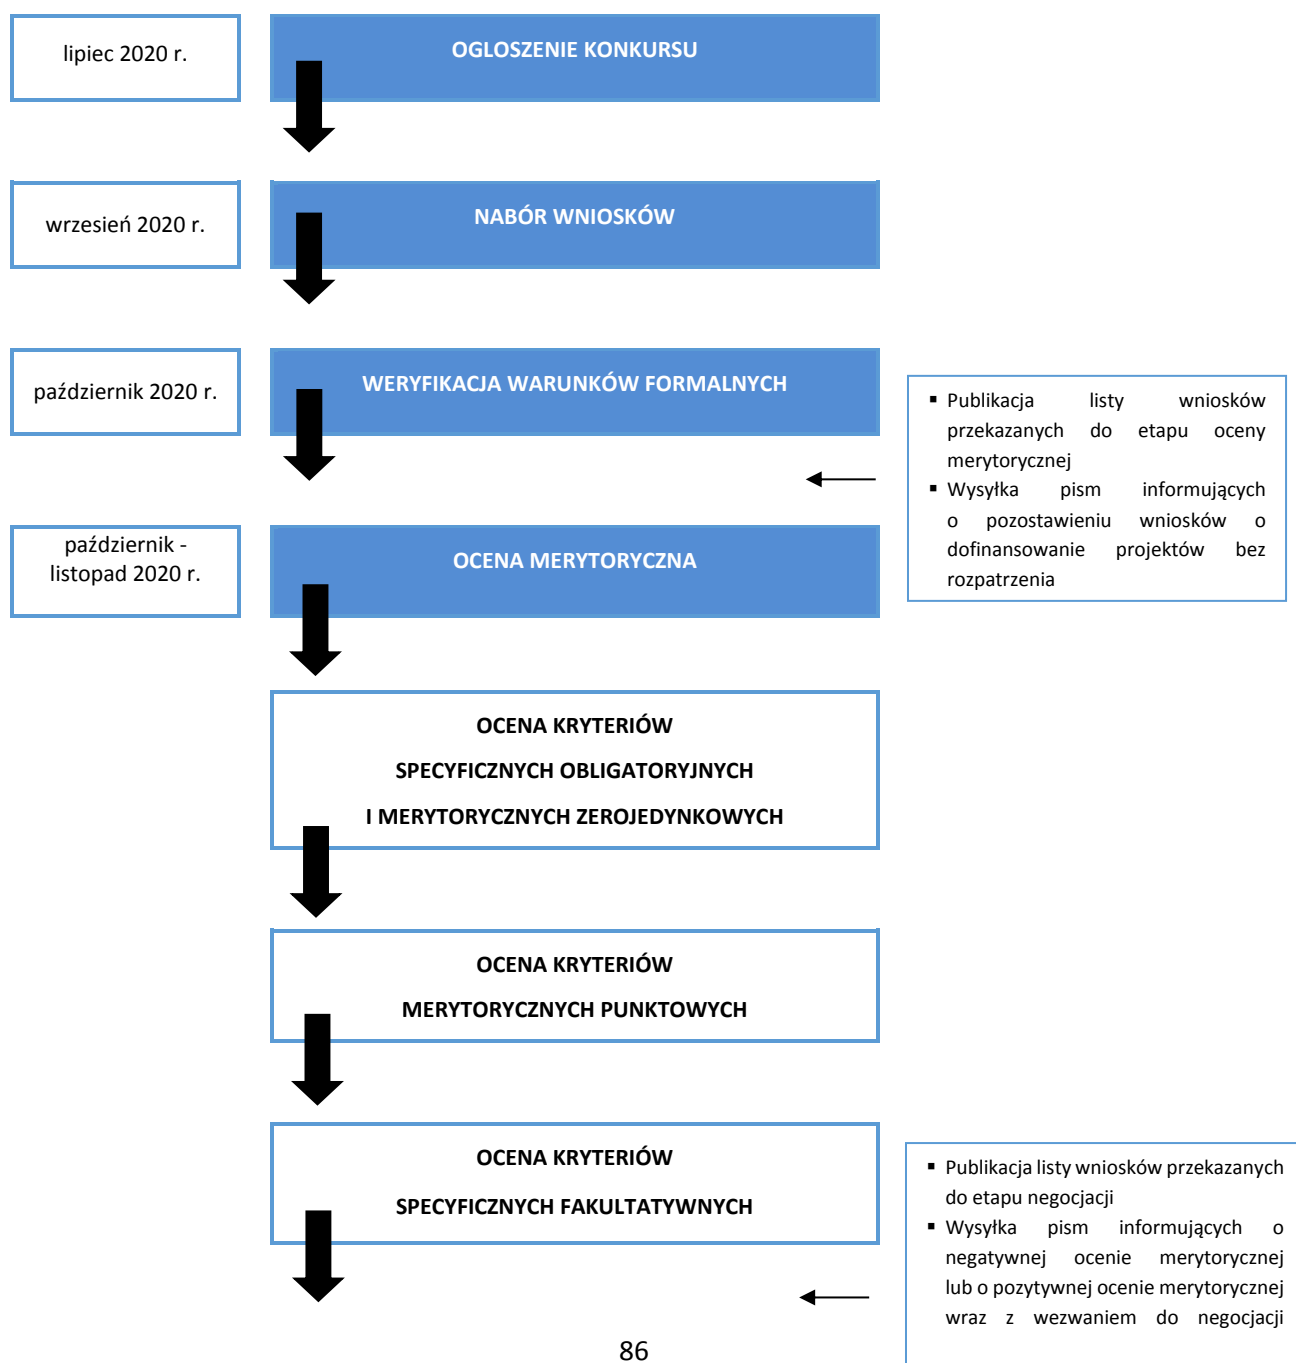 lipiec 2020 r.
OGLOSZENIE KONKURSU
wrzesień 2020 r.
NABÓR WNIOSKÓW
październik 2020 r.
WERYFIKACJA WARUNKÓW FORMALNYCH
▪ Publikacja listy wniosków
przekazanych do etapu oceny
merytorycznej
▪ Wysyłka pism informujących
o pozostawieniu wniosków o
dofinansowanie projektów bez
rozpatrzenia
październik -
listopad 2020 r.
OCENA MERYTORYCZNA
OCENA KRYTERIÓW
SPECYFICZNYCH OBLIGATORYJNYCH
I MERYTORYCZNYCH ZEROJEDYNKOWYCH
OCENA KRYTERIÓW
MERYTORYCZNYCH PUNKTOWYCH
OCENA KRYTERIÓW
SPECYFICZNYCH FAKULTATYWNYCH
▪ Publikacja listy wniosków przekazanych
do etapu negocjacji
▪ Wysyłka pism informujących o
negatywnej ocenie merytorycznej
lub o pozytywnej ocenie merytorycznej
wraz z wezwaniem do negocjacji
86